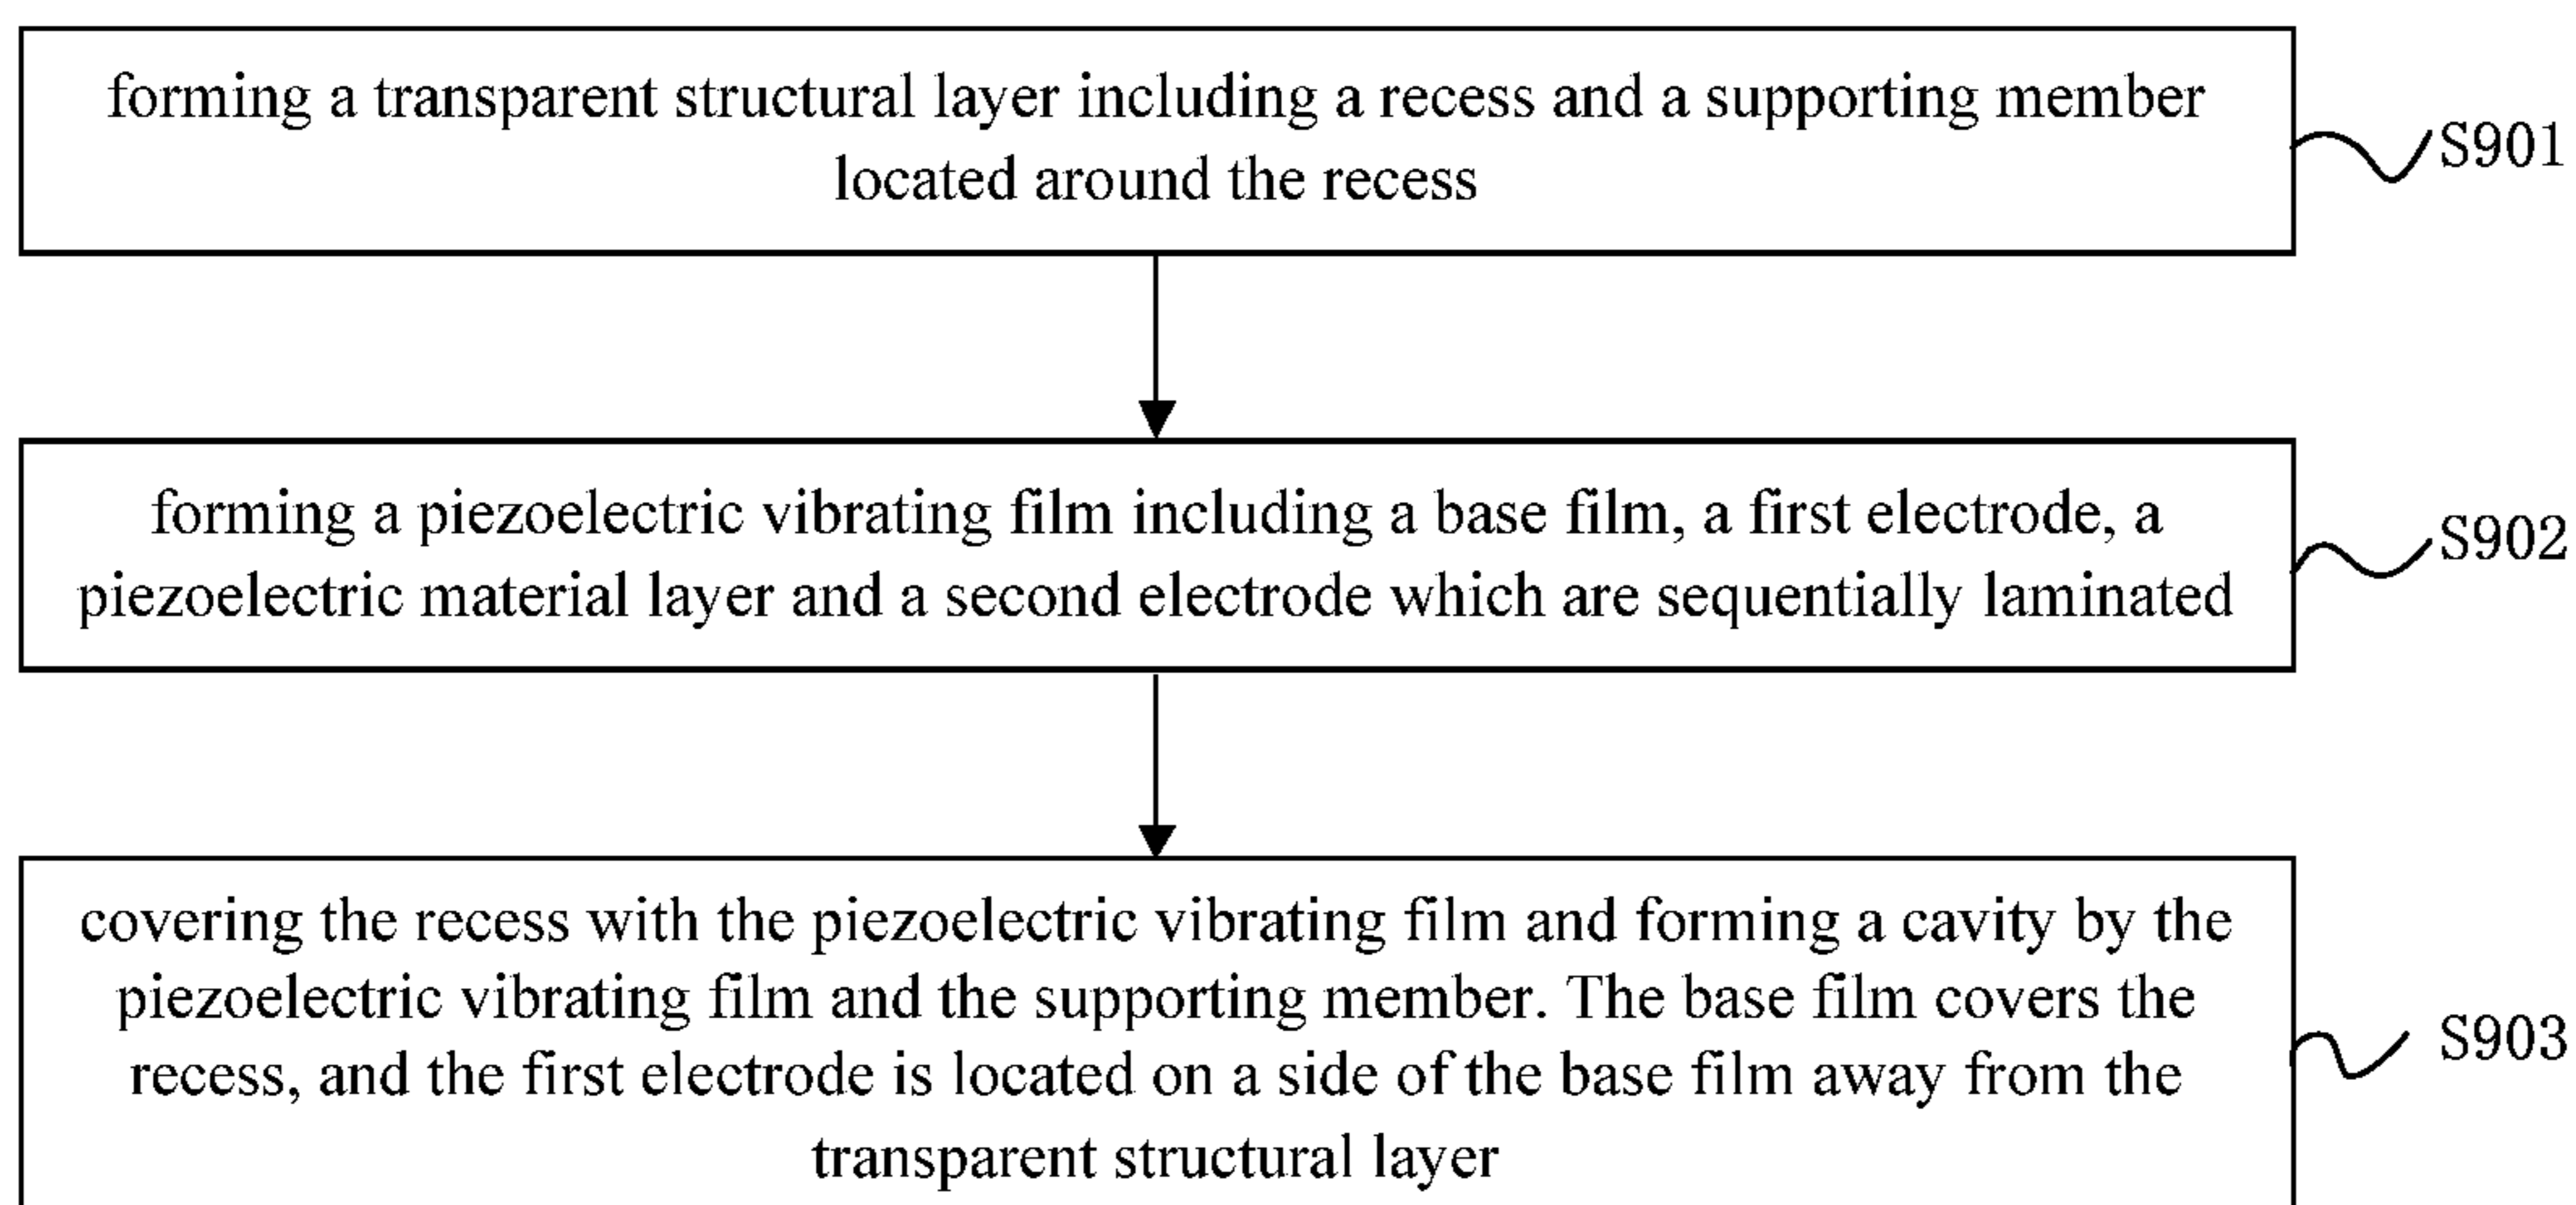 forming a transparent structural layer including a recess and a supporting member
located around the recess
S901
forming a piezoelectric vibrating film including a base film, a first electrode, a
piezoelectric material layer and a second electrode which are sequentially laminated
S902
covering the recess with the piezoelectric vibrating film and forming a cavity by the
piezoelectric vibrating film and the supporting member. The base film covers the
recess, and the first electrode is located on a side of the base film away from the
transparent structural layer
S903